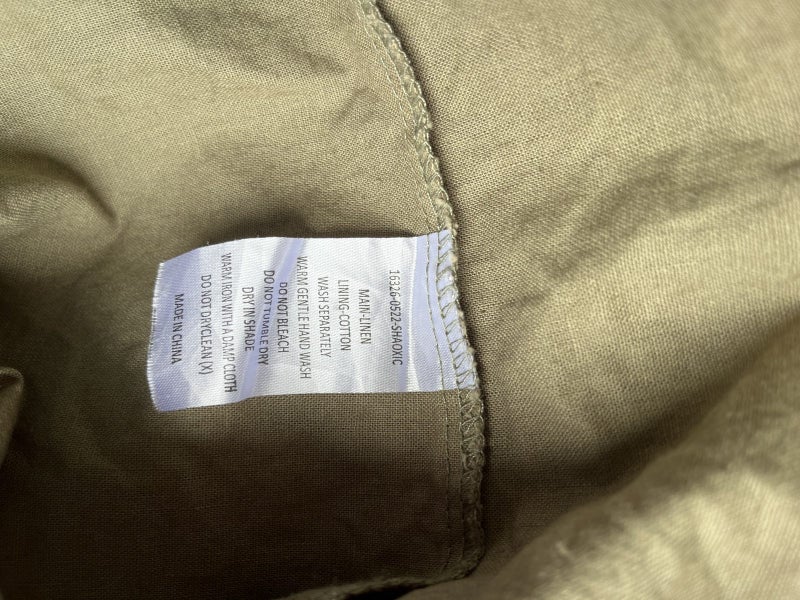 16326-0522-SHAOXIC
MAIN-LINEN
LINING-COTTON
WASH SEPARATELY
WARM GENTLE HAND WASH
DO NOT BLEACH
DO NOT TUMBLE DRY
DRY IN SHADE
WARM IRON WITH A DAMP CLOTH
DO NOT DRYCLEAN (X)
MADE IN CHINA